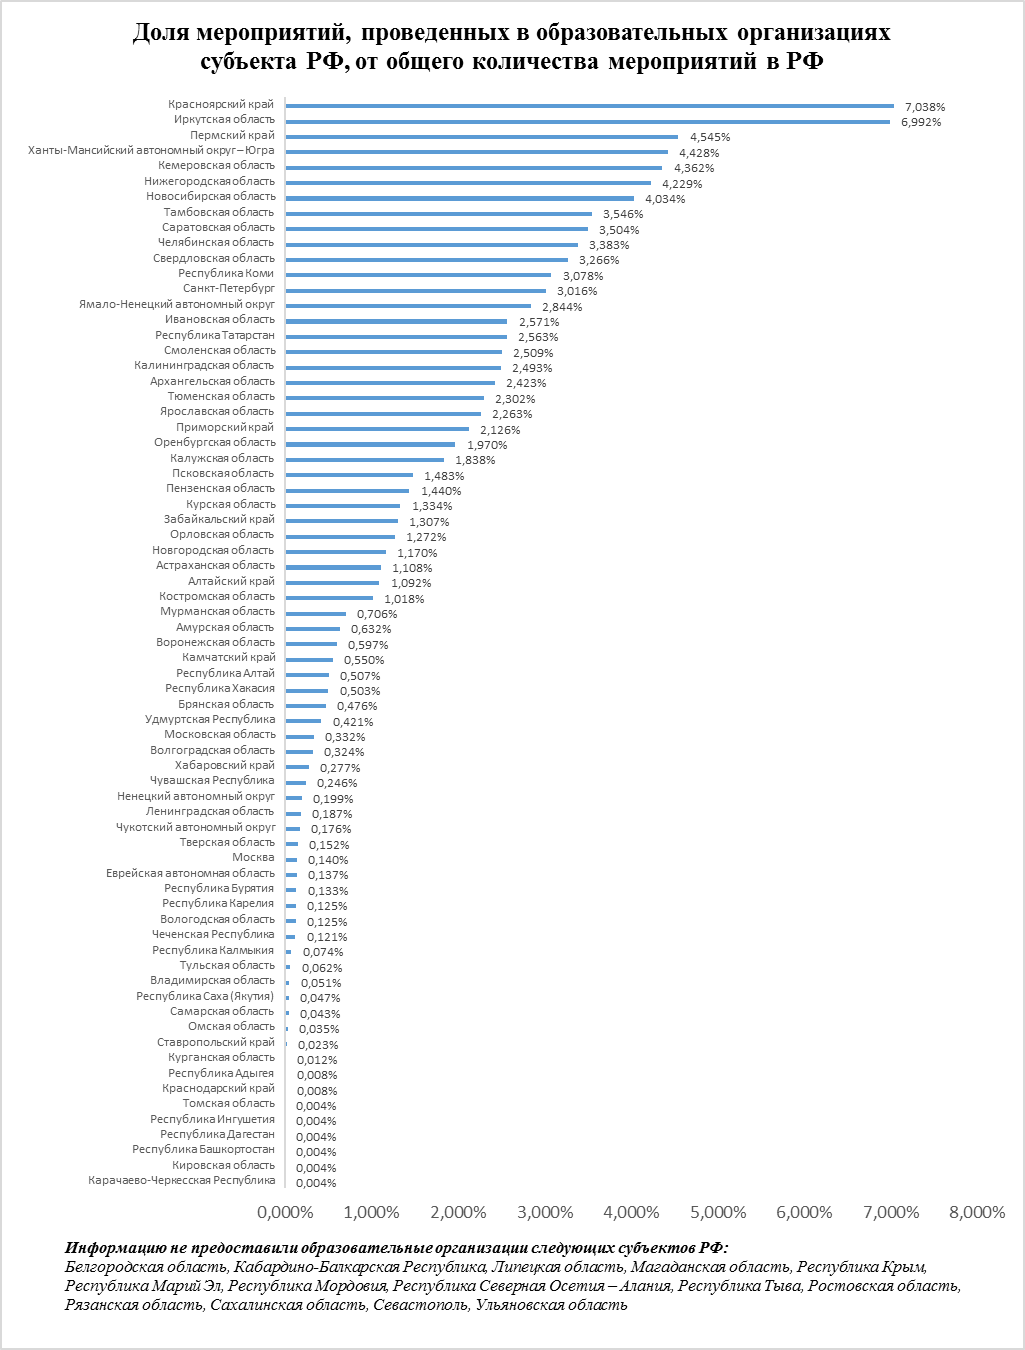 Доля мероприятий, проведенных в образовательных организациях
субъекта РФ, от общего количества мероприятий в РФ
Красноярский край 7,038%
Иркутская область 6,992%
Пермский край 4,545%
Ханты-Мансийский автономный округ – Югра 4,428%
Кемеровская область 4,362%
Нижегородская область 4,229%
Новосибирская область 4,034%
Тамбовская область 3,546%
Саратовская область 3,504%
Челябинская область 3,383%
Свердловская область 3,266%
Республика Коми 3,078%
Санкт-Петербург 3,016%
Ямало-Ненецкий автономный округ 2,844%
Ивановская область 2,571%
Республика Татарстан 2,563%
Смоленская область 2,509%
Калининградская область 2,493%
Архангельская область 2,423%
Тюменская область 2,302%
Ярославская область 2,263%
Приморский край 2,126%
Оренбургская область 1,970%
Калужская область 1,838%
Псковская область 1,483%
Пензенская область 1,440%
Курская область 1,334%
Забайкальский край 1,307%
Орловская область 1,272%
Новгородская область 1,170%
Астраханская область 1,108%
Алтайский край 1,092%
Костромская область 1,018%
Мурманская область 0,706%
Амурская область 0,632%
Воронежская область 0,597%
Камчатский край 0,550%
Республика Алтай 0,507%
Республика Хакасия 0,503%
Брянская область 0,476%
Удмуртская Республика 0,421%
Московская область 0,332%
Волгоградская область 0,324%
Хабаровский край 0,277%
Чувашская Республика 0,246%
Ненецкий автономный округ 0,199%
Ленинградская область 0,187%
Чукотский автономный округ 0,176%
Тверская область 0,152%
Москва 0,140%
Еврейская автономная область 0,137%
Республика Бурятия 0,133%
Республика Карелия 0,125%
Вологодская область 0,125%
Чеченская Республика 0,121%
Республика Калмыкия 0,074%
Тульская область 0,062%
Владимирская область 0,051%
Республика Саха (Якутия) 0,047%
Самарская область 0,043%
Омская область 0,035%
Ставропольский край 0,023%
Курганская область 0,012%
Республика Адыгея 0,008%
Краснодарский край 0,008%
Томская область 0,004%
Республика Ингушетия 0,004%
Республика Дагестан 0,004%
Республика Башкортостан 0,004%
Кировская область 0,004%
Карачаево-Черкесская Республика 0,004%
0,000% 1,000% 2,000% 3,000% 4,000% 5,000% 6,000% 7,000% 8,000%
Информацию не предоставили образовательные организации следующих субъектов РФ:
Белгородская область, Кабардино-Балкарская Республика, Липецкая область, Магаданская область, Республика Крым,
Республика Марий Эл, Республика Мордовия, Республика Северная Осетия – Алания, Республика Тыва, Ростовская область,
Рязанская область, Сахалинская область, Севастополь, Ульяновская область